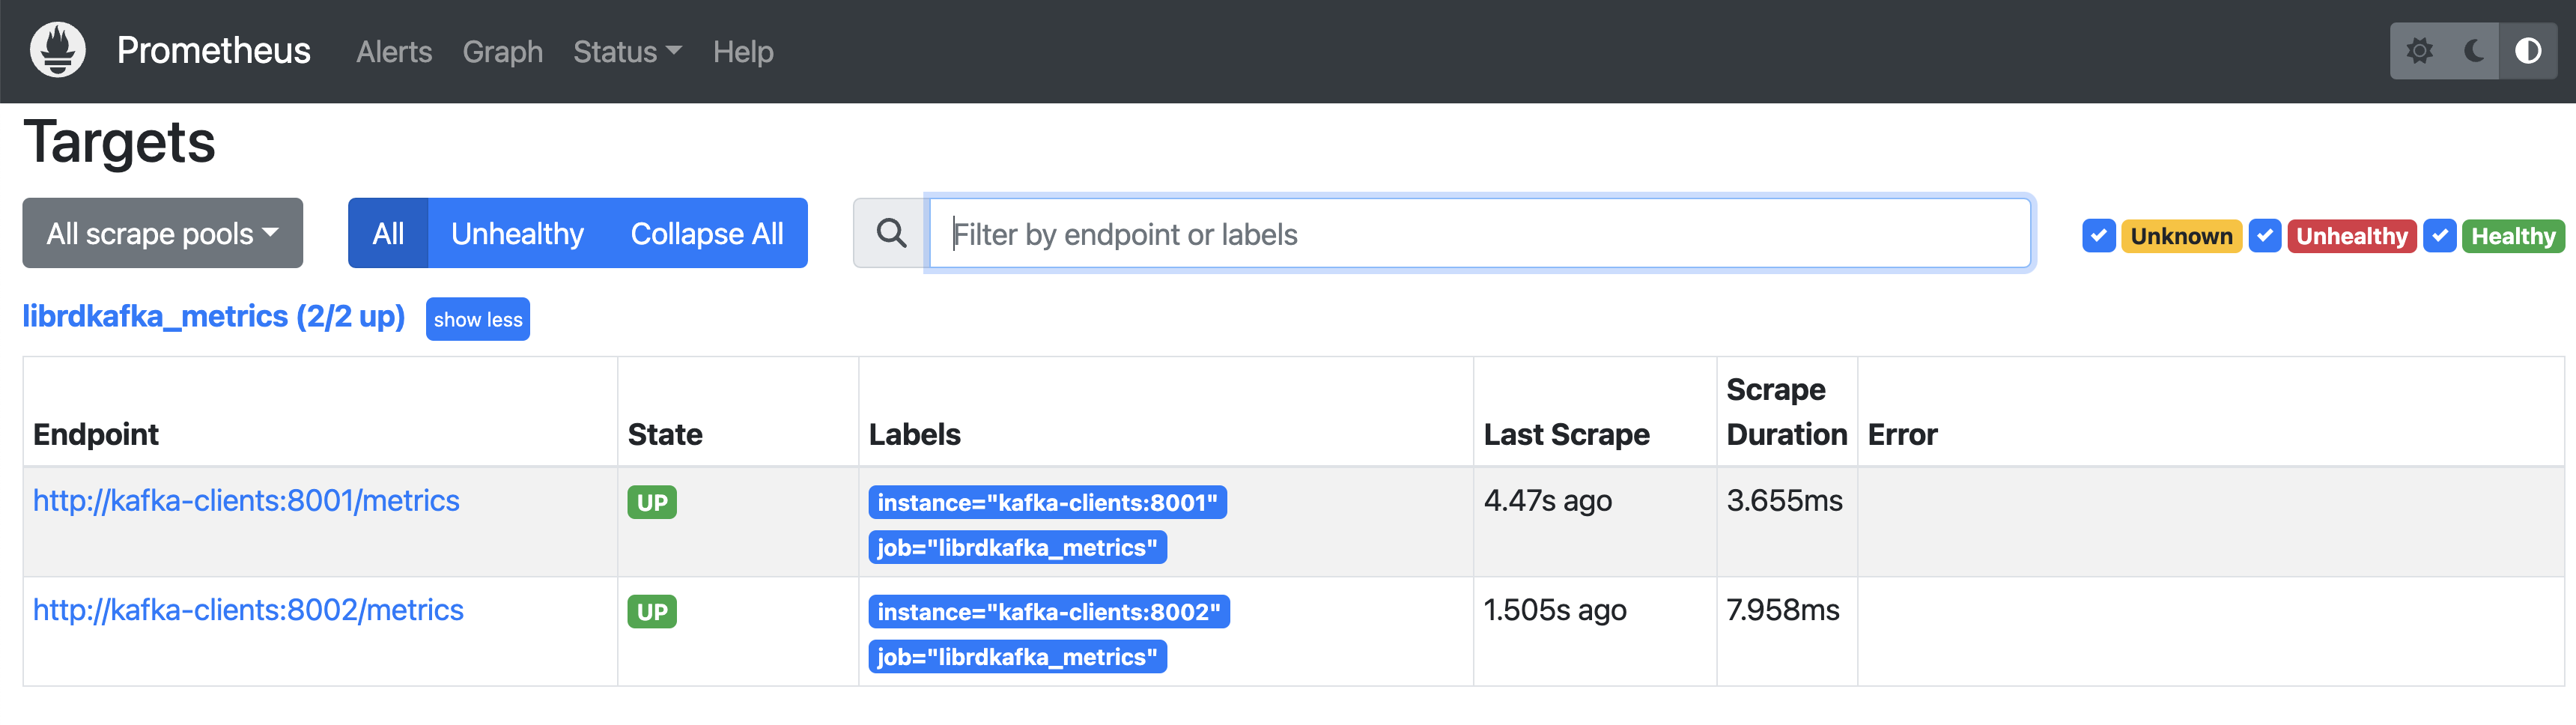 Prometheus Alerts Graph Status Help
Targets
All scrape pools All Unhealthy Collapse All Filter by endpoint or labels Unknown Unhealthy Healthy
librdkafka_metrics (2/2 up) show less
Endpoint State Labels Last Scrape Scrape Duration Error
http://kafka-clients:8001/metrics UP instance="kafka-clients:8001" 4.47s ago 3.655ms
job="librdkafka_metrics"
http://kafka-clients:8002/metrics UP instance="kafka-clients:8002" 1.505s ago 7.958ms
job="librdkafka_metrics"